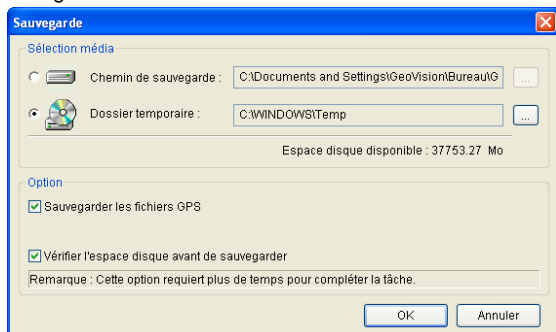 Sauvegarde
Sélection média
Chemin de sauvegarde : C:\Documents and Settings\GeoVision\Bureau\G ...
Dossier temporaire : C:\WINDOWS\Temp ...
Espace disque disponible : 37753.27 Mo
Option
Sauvegarder les fichiers GPS
Vérifier l'espace disque avant de sauvegarder
Remarque : Cette option requiert plus de temps pour compléter la tâche.
OK Annuler